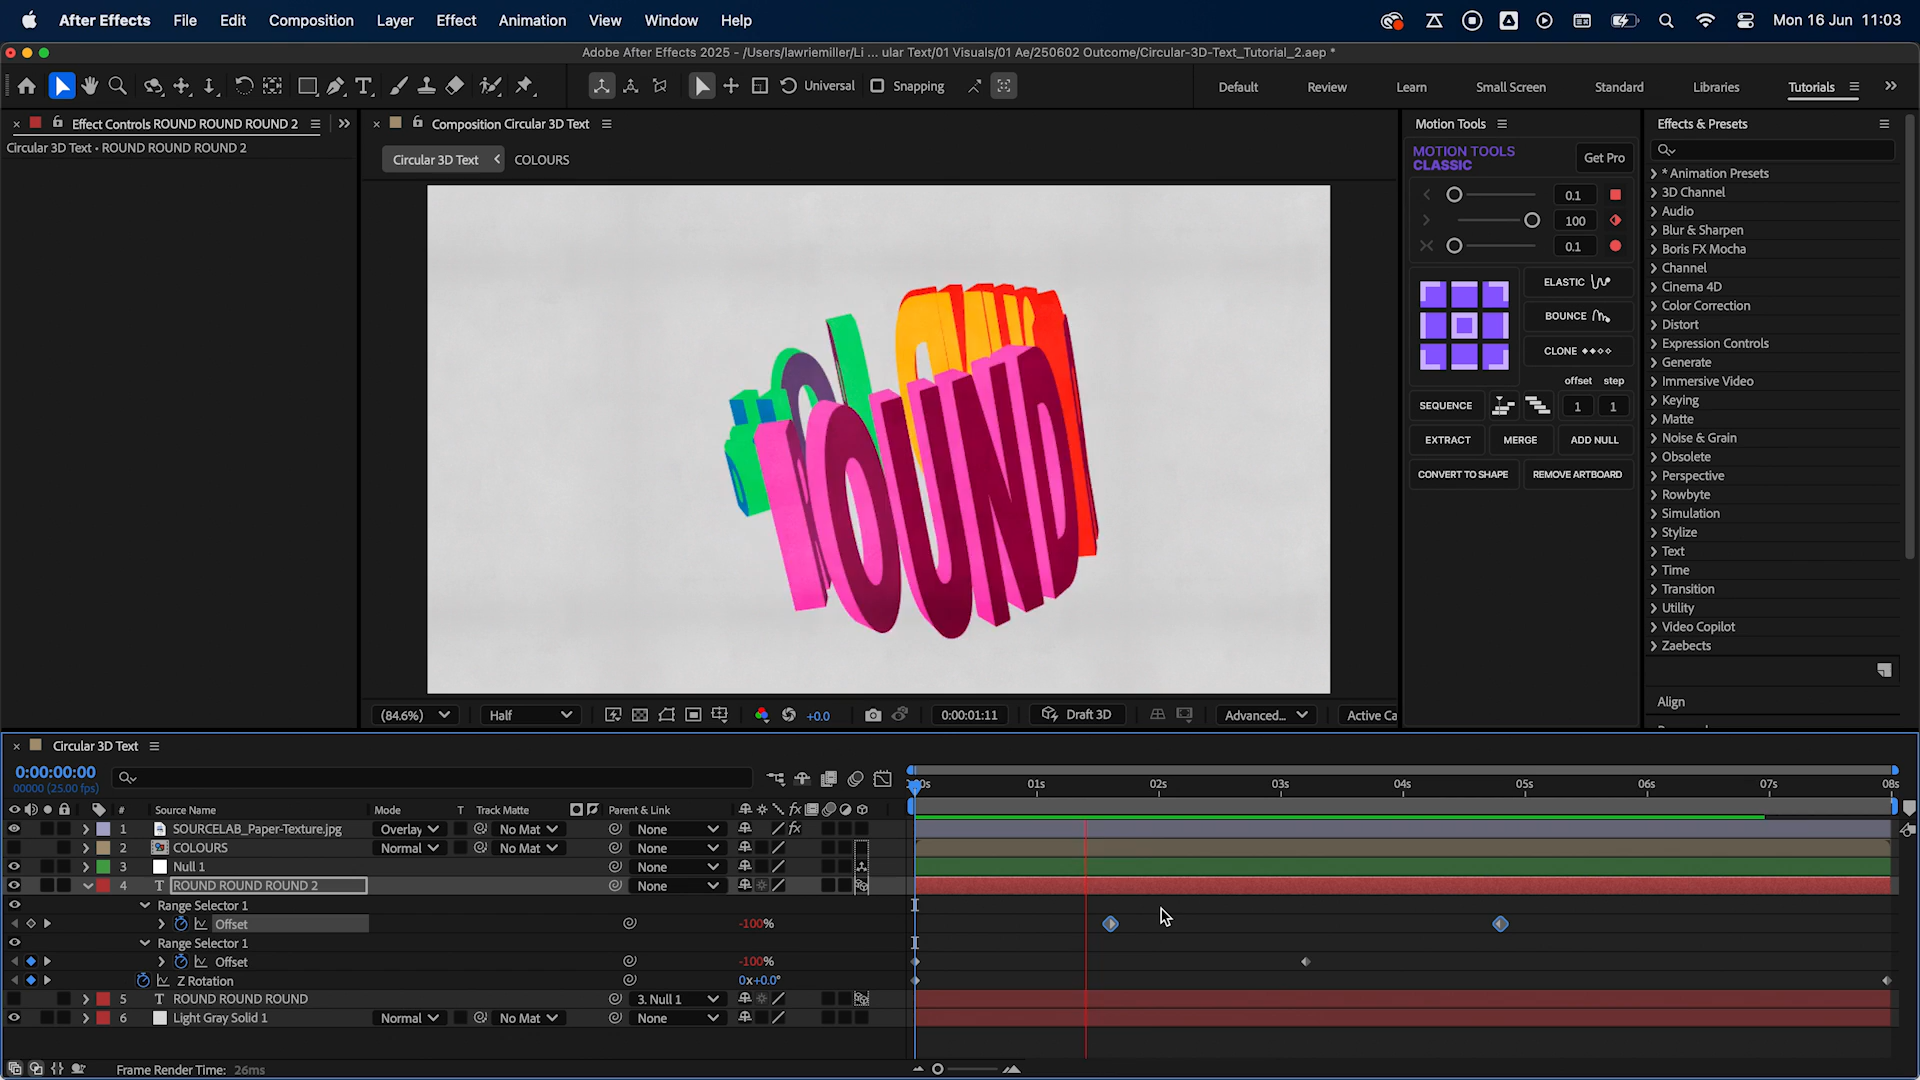 After Effects File Edit Composition Layer Effect Animation View Window Help Mon 16 Jun 11:03
Adobe After Effects 2025 - /Users/lawriemiller/Li ... ular Text/01 Visuals/01 Ae/250602 Outcome/Circular-3D-Text_Tutorial_2.aep *
Universal Snapping Default Review Learn Small Screen Standard Libraries Tutorials
Effect Controls ROUND ROUND ROUND 2
Circular 3D Text • ROUND ROUND ROUND 2
Composition Circular 3D Text
Circular 3D Text COLOURS
ROUND
(84.6%) Half +0.0 0:00:01:11 Draft 3D Advanced... Active Ca
Motion Tools
MOTION TOOLS
CLASSIC
Get Pro
0.1
100
0.1
ELASTIC
BOUNCE
CLONE
offset step
SEQUENCE 1 1
EXTRACT MERGE ADD NULL
CONVERT TO SHAPE REMOVE ARTBOARD
Effects & Presets
* Animation Presets
3D Channel
Audio
Blur & Sharpen
Boris FX Mocha
Channel
Cinema 4D
Color Correction
Distort
Expression Controls
Generate
Immersive Video
Keying
Matte
Noise & Grain
Obsolete
Perspective
Rowbyte
Simulation
Stylize
Text
Time
Transition
Utility
Video Copilot
Zaebects
Align
Circular 3D Text
0:00:00:00
00000 (25.00 fps)
00s 01s 02s 03s 04s 05s 06s 07s 08s
# Source Name Mode T Track Matte Parent & Link
1 SOURCELAB_Paper-Texture.jpg Overlay No Mat None
2 COLOURS Normal No Mat None
3 Null 1 None
4 T ROUND ROUND ROUND 2 None
Range Selector 1
Offset -100%
Range Selector 1
Offset -100%
Z Rotation 0x+0.0°
5 T ROUND ROUND ROUND 3. Null 1
6 Light Gray Solid 1 Normal No Mat None
Frame Render Time: 26ms